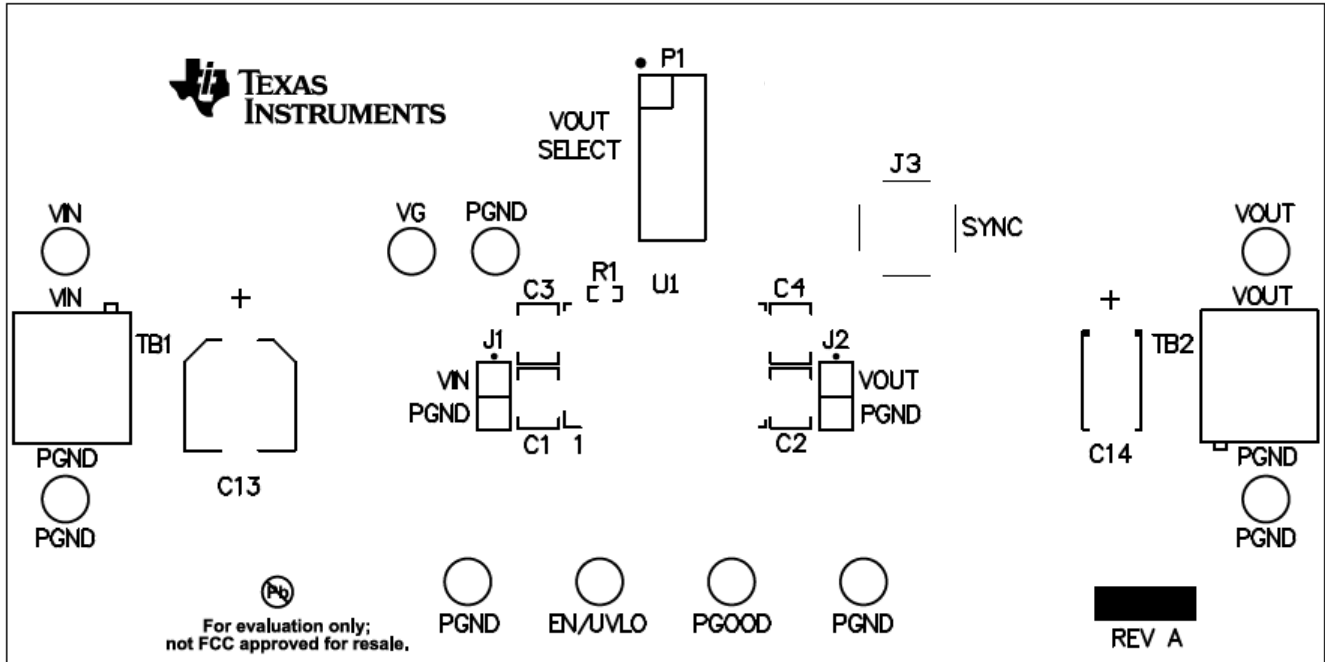 P1
TEXAS
INSTRUMENTS
VOUT
SELECT
J3
VIN
VG
PGND
SYNC
VOUT
R1
U1
VIN
C3
C4
VOUT
+
+
TB1
J1
J2
TB2
VIN
VOUT
PGND
PGND
C1
1
C2
C14
PGND
PGND
C13
PGND
PGND
Pb
For evaluation only;
not FCC approved for resale.
PGND
EN/UVLO
PGOOD
PGND
REV A